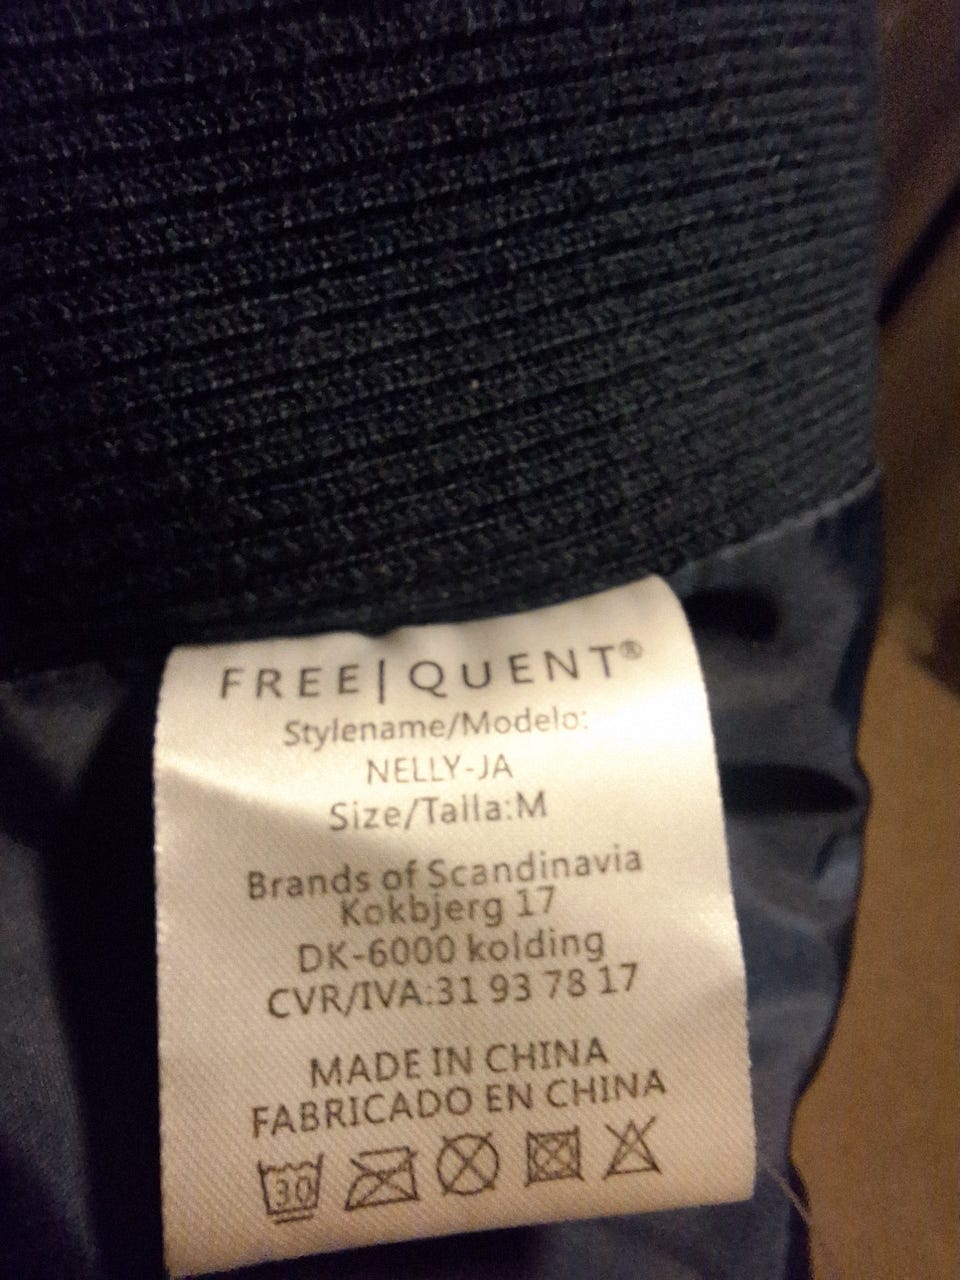 FREE|QUENT®
Stylename/Modelo:
NELLY-JA
Size/Talla:M
Brands of Scandinavia
Kokbjerg 17
DK-6000 kolding
CVR/IVA:31 93 78 17
MADE IN CHINA
FABRICADO EN CHINA
30